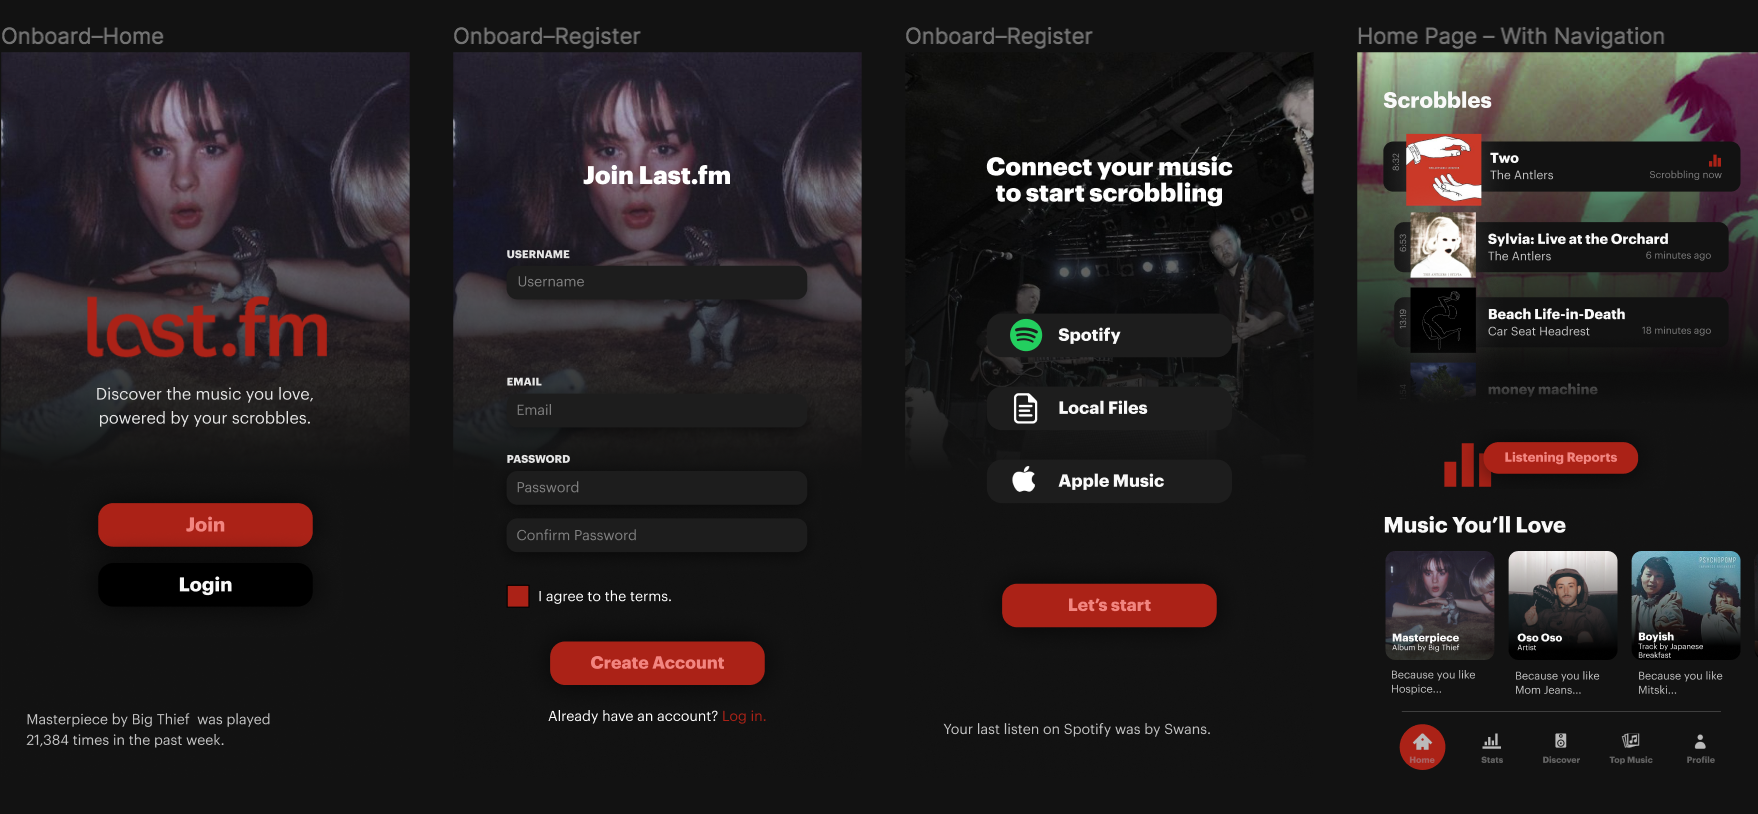 Onboard–Home
last.fm
Discover the music you love,
powered by your scrobbles.
Join
Login
Masterpiece by Big Thief was played
21,384 times in the past week.
Onboard–Register
Join Last.fm
USERNAME
Username
EMAIL
Email
PASSWORD
Password
Confirm Password
I agree to the terms.
Create Account
Already have an account? Log in.
Onboard–Register
Connect your music
to start scrobbling
Spotify
Local Files
Apple Music
Let’s start
Your last listen on Spotify was by Swans.
Home Page – With Navigation
Scrobbles
8:32
Two
The Antlers
Scrobbling now
6:53
Sylvia: Live at the Orchard
The Antlers
6 minutes ago
13:19
Beach Life-in-Death
Car Seat Headrest
18 minutes ago
money machine
Listening Reports
Music You’ll Love
Masterpiece
Album by Big Thief
Because you like
Hospice...
Oso Oso
Artist
Because you like
Mom Jeans...
PSYCHOPOMP
Boyish
Track by Japanese
Breakfast
Because you like
Mitski...
Home
Stats
Discover
Top Music
Profile